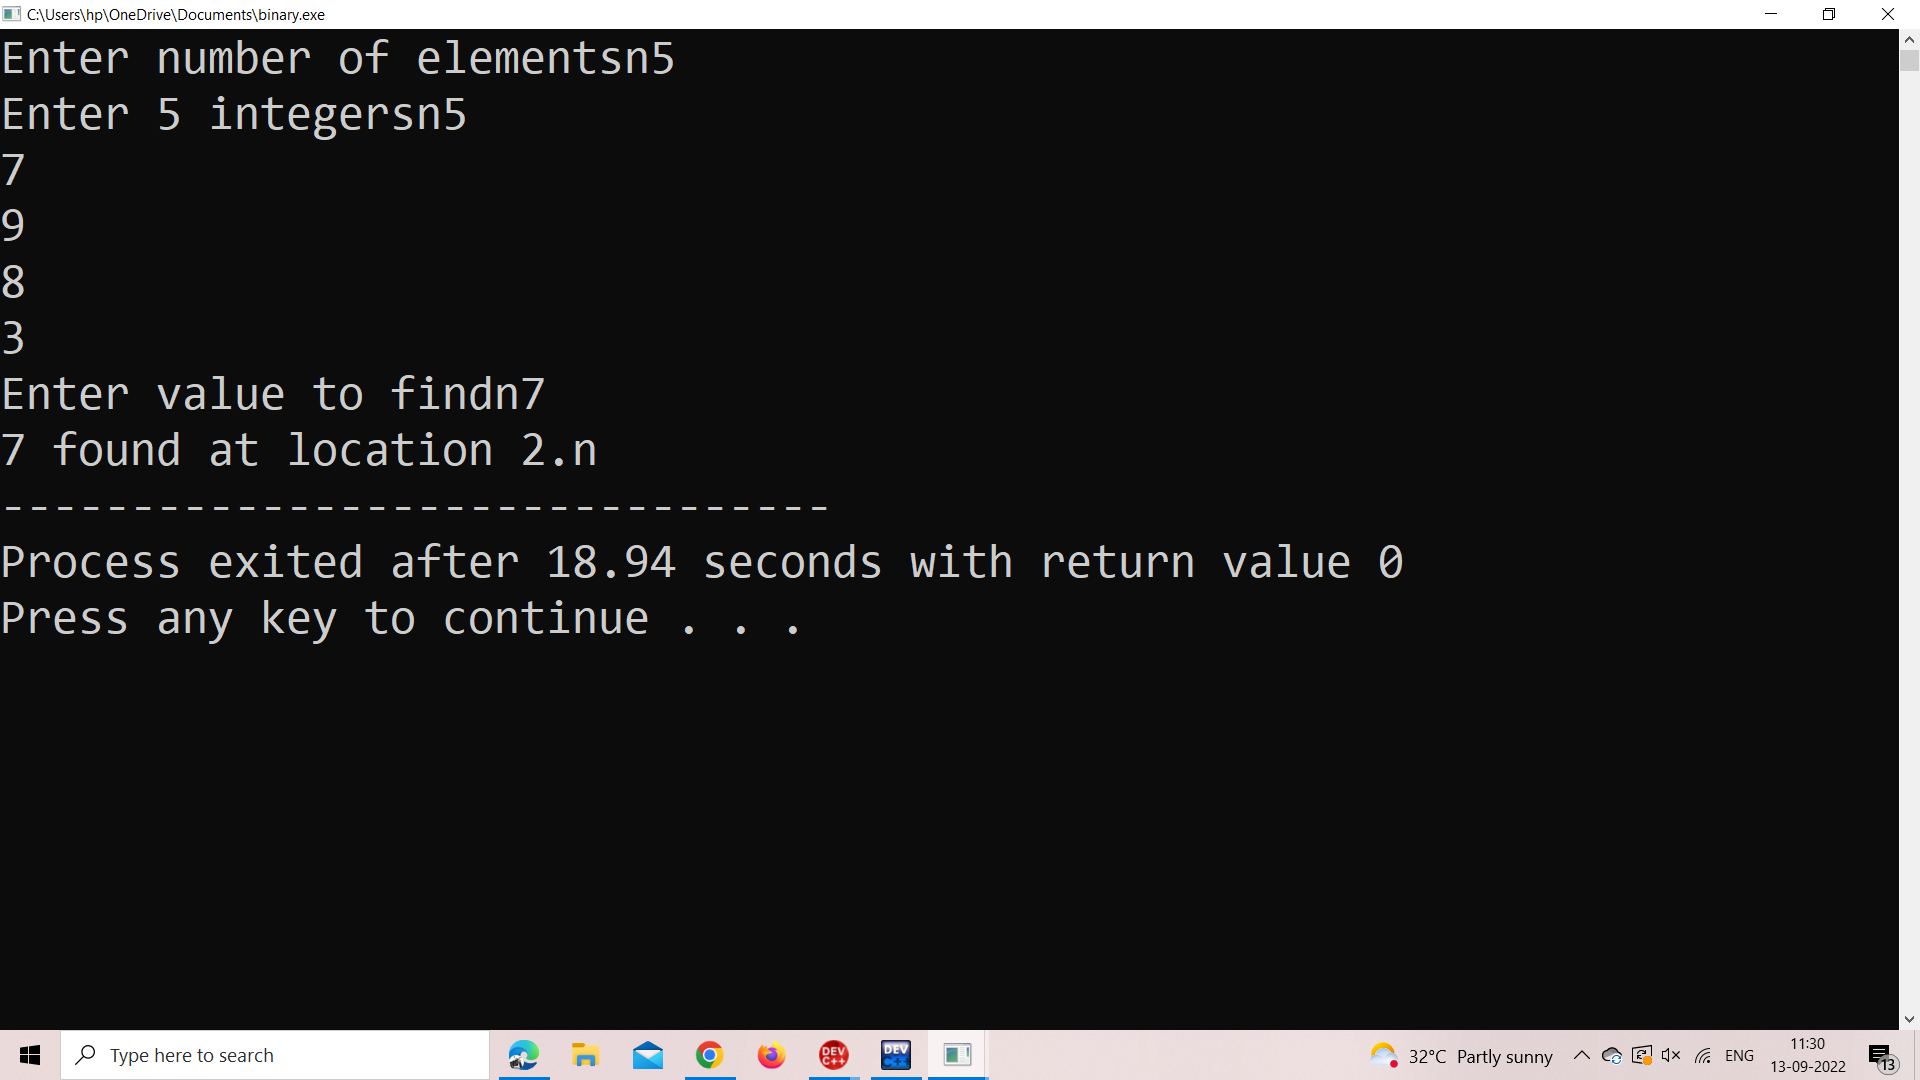 C:\Users\hp\OneDrive\Documents\binary.exe
Enter number of elementsn5
Enter 5 integersn5
7
9
8
3
Enter value to findn7
7 found at location 2.n
--------------------------------
Process exited after 18.94 seconds with return value 0
Press any key to continue . . .
Type here to search
DEV C++
DEV C++
32°C Partly sunny
ENG
11:30
13-09-2022
13